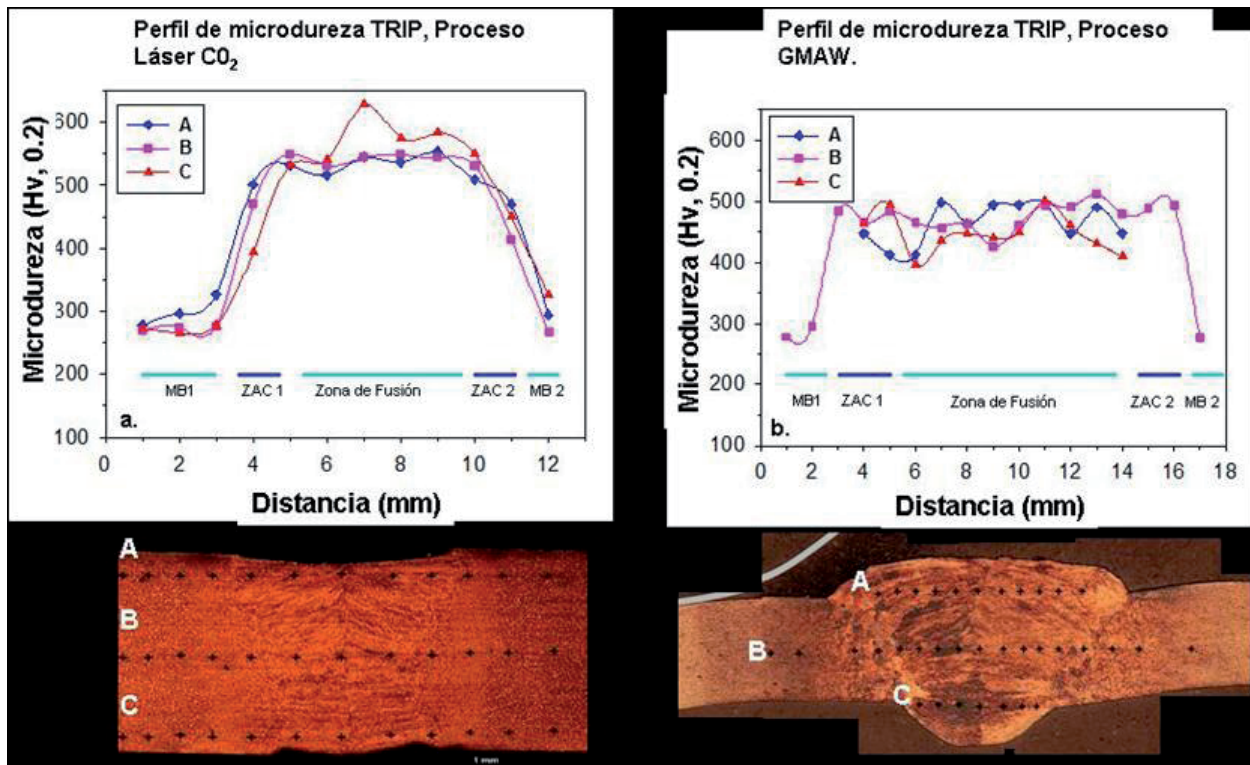 Perfil de microdureza TRIP, Proceso
Láser C0₂
Microdureza (Hv, 0.2)
A
B
C
600
500
400
300
200
100
MB1
ZAC 1
Zona de Fusión
ZAC 2
MB 2
a.
0
2
4
6
8
10
12
Distancia (mm)
A
B
C
1 mm
Perfil de microdureza TRIP, Proceso
GMAW.
Microdureza (Hv, 0.2)
A
B
C
600
500
400
300
200
100
MB1
ZAC 1
Zona de Fusión
ZAC 2
MB 2
b.
0
2
4
6
8
10
12
14
16
18
Distancia (mm)
A
B
C